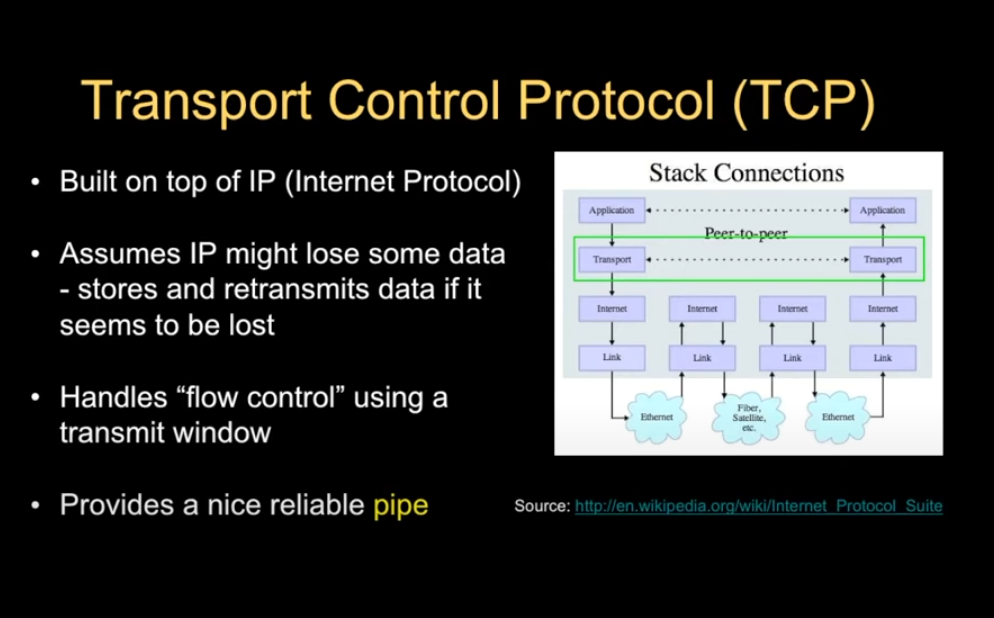 Transport Control Protocol (TCP)
• Built on top of IP (Internet Protocol)
• Assumes IP might lose some data
- stores and retransmits data if it
seems to be lost
• Handles “flow control” using a
transmit window
• Provides a nice reliable pipe
Stack Connections
Application Application
Peer-to-peer
Transport Transport
Internet Internet Internet Internet
Link Link Link Link
Ethernet Fiber, Satellite, etc. Ethernet
Source: http://en.wikipedia.org/wiki/Internet_Protocol_Suite